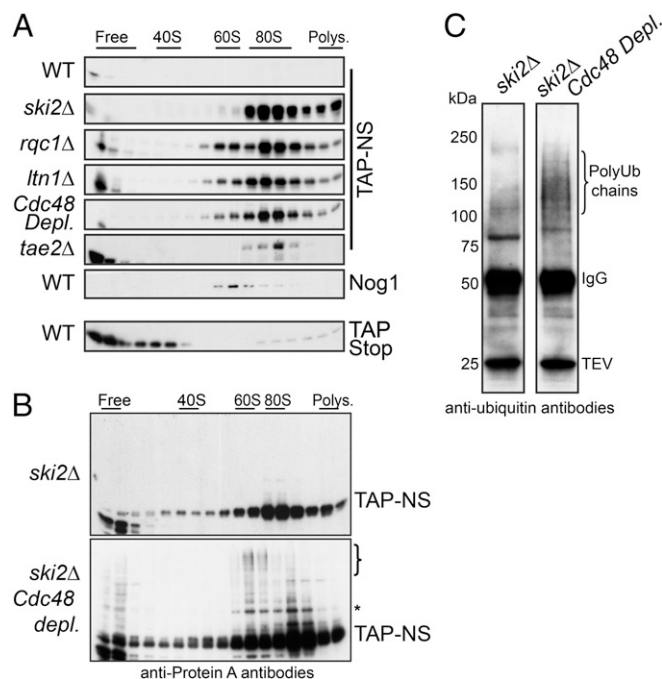 A
Free 40S 60S 80S Polys.
WT
ski2Δ
rqc1Δ
ltn1Δ
Cdc48
Depl.
tae2Δ
TAP-NS
WT Nog1
WT TAP
Stop
B
Free 40S 60S 80S Polys.
ski2Δ
TAP-NS
ski2Δ
Cdc48
depl.
*
TAP-NS
anti-Protein A antibodies
C
ski2Δ
ski2Δ
Cdc48 Depl.
kDa
250
150
100
75
50
25
PolyUb
chains
IgG
TEV
anti-ubiquitin antibodies